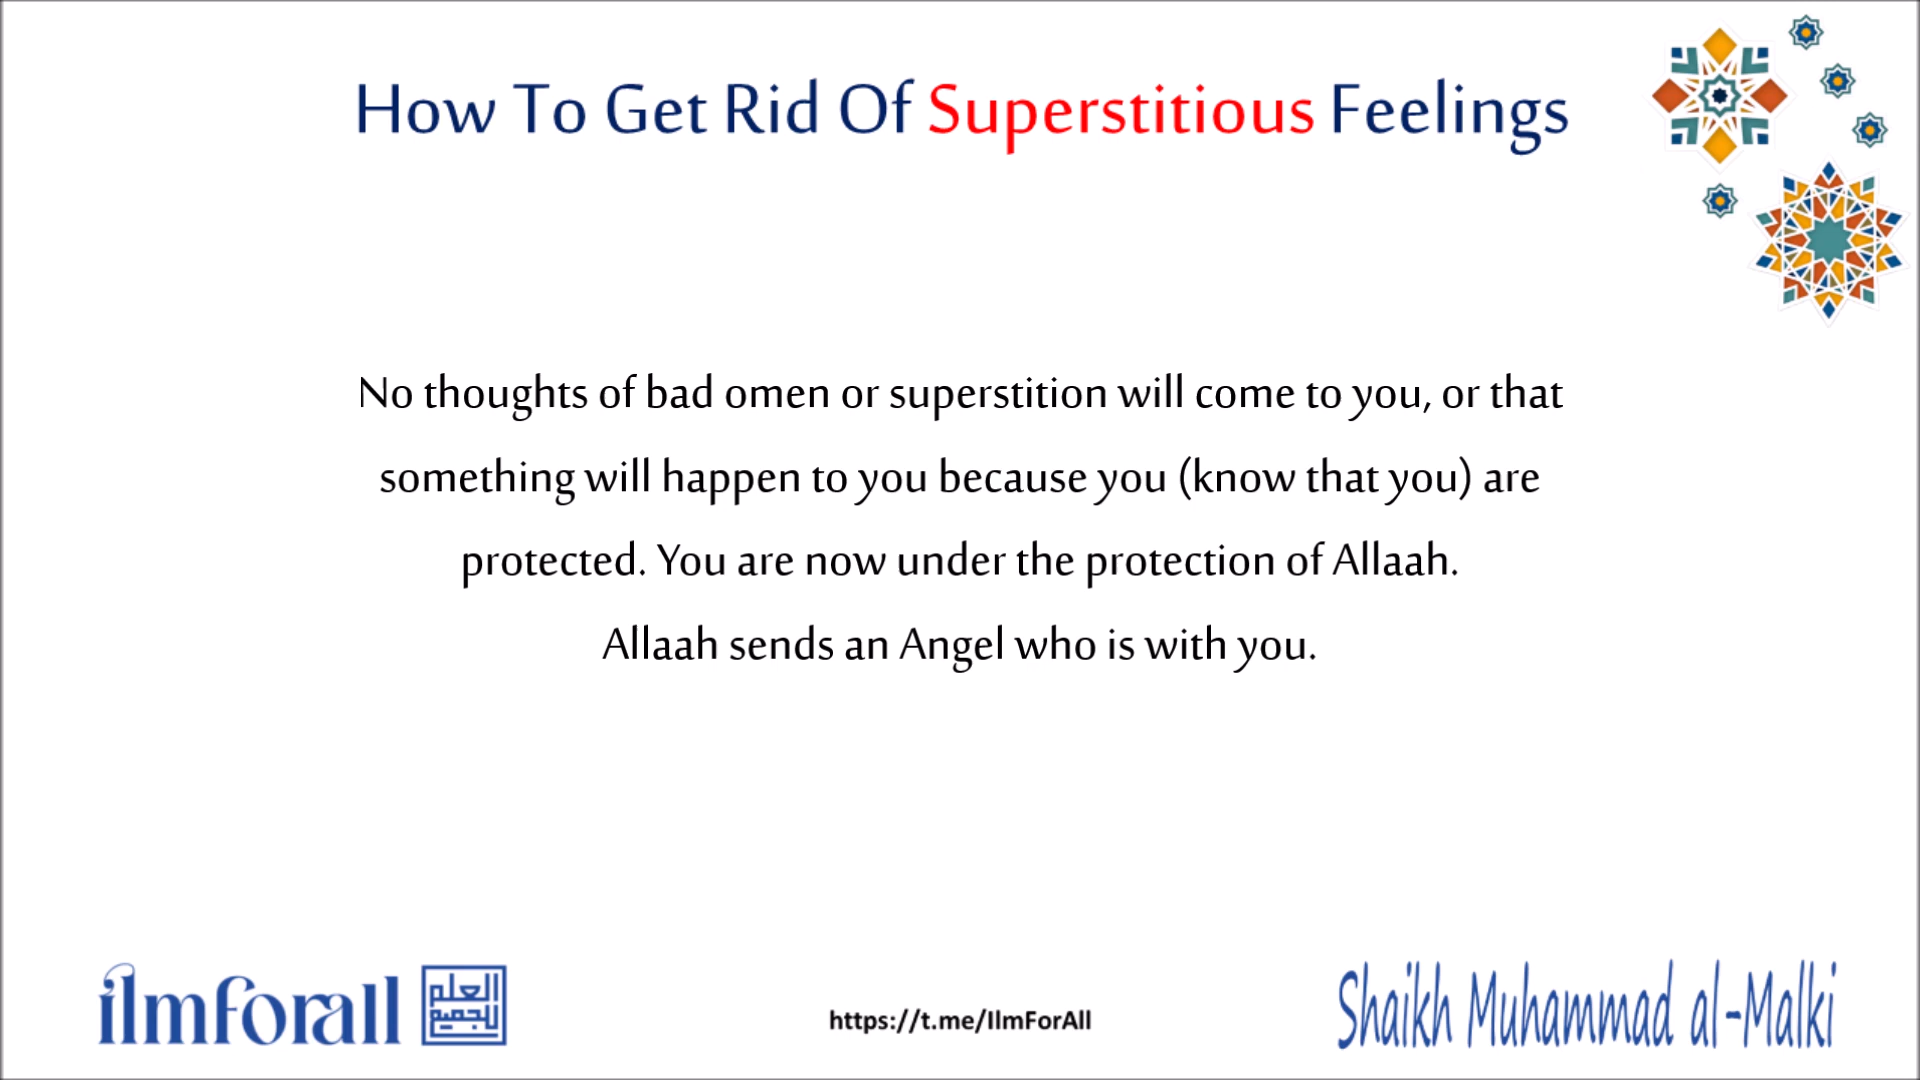 How To Get Rid Of Superstitious Feelings
No thoughts of bad omen or superstition will come to you, or that
something will happen to you because you (know that you) are
protected. You are now under the protection of Allaah.
Allaah sends an Angel who is with you.
ilmforall
العلم
للجميع
https://t.me/IlmForAll
Shaikh Muhammad al-Malki